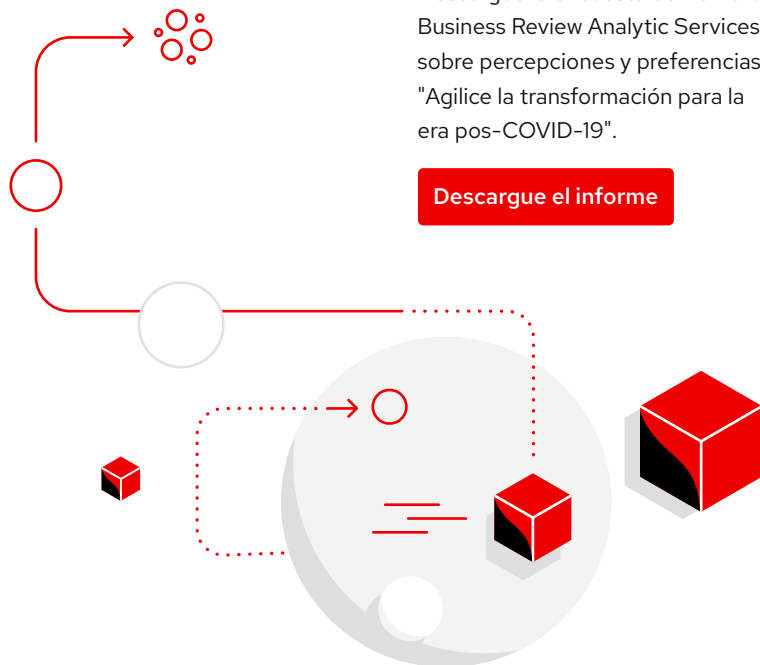 Business Review Analytic Services
sobre percepciones y preferencias
"Agilice la transformación para la
era pos-COVID-19".
Descargue el informe